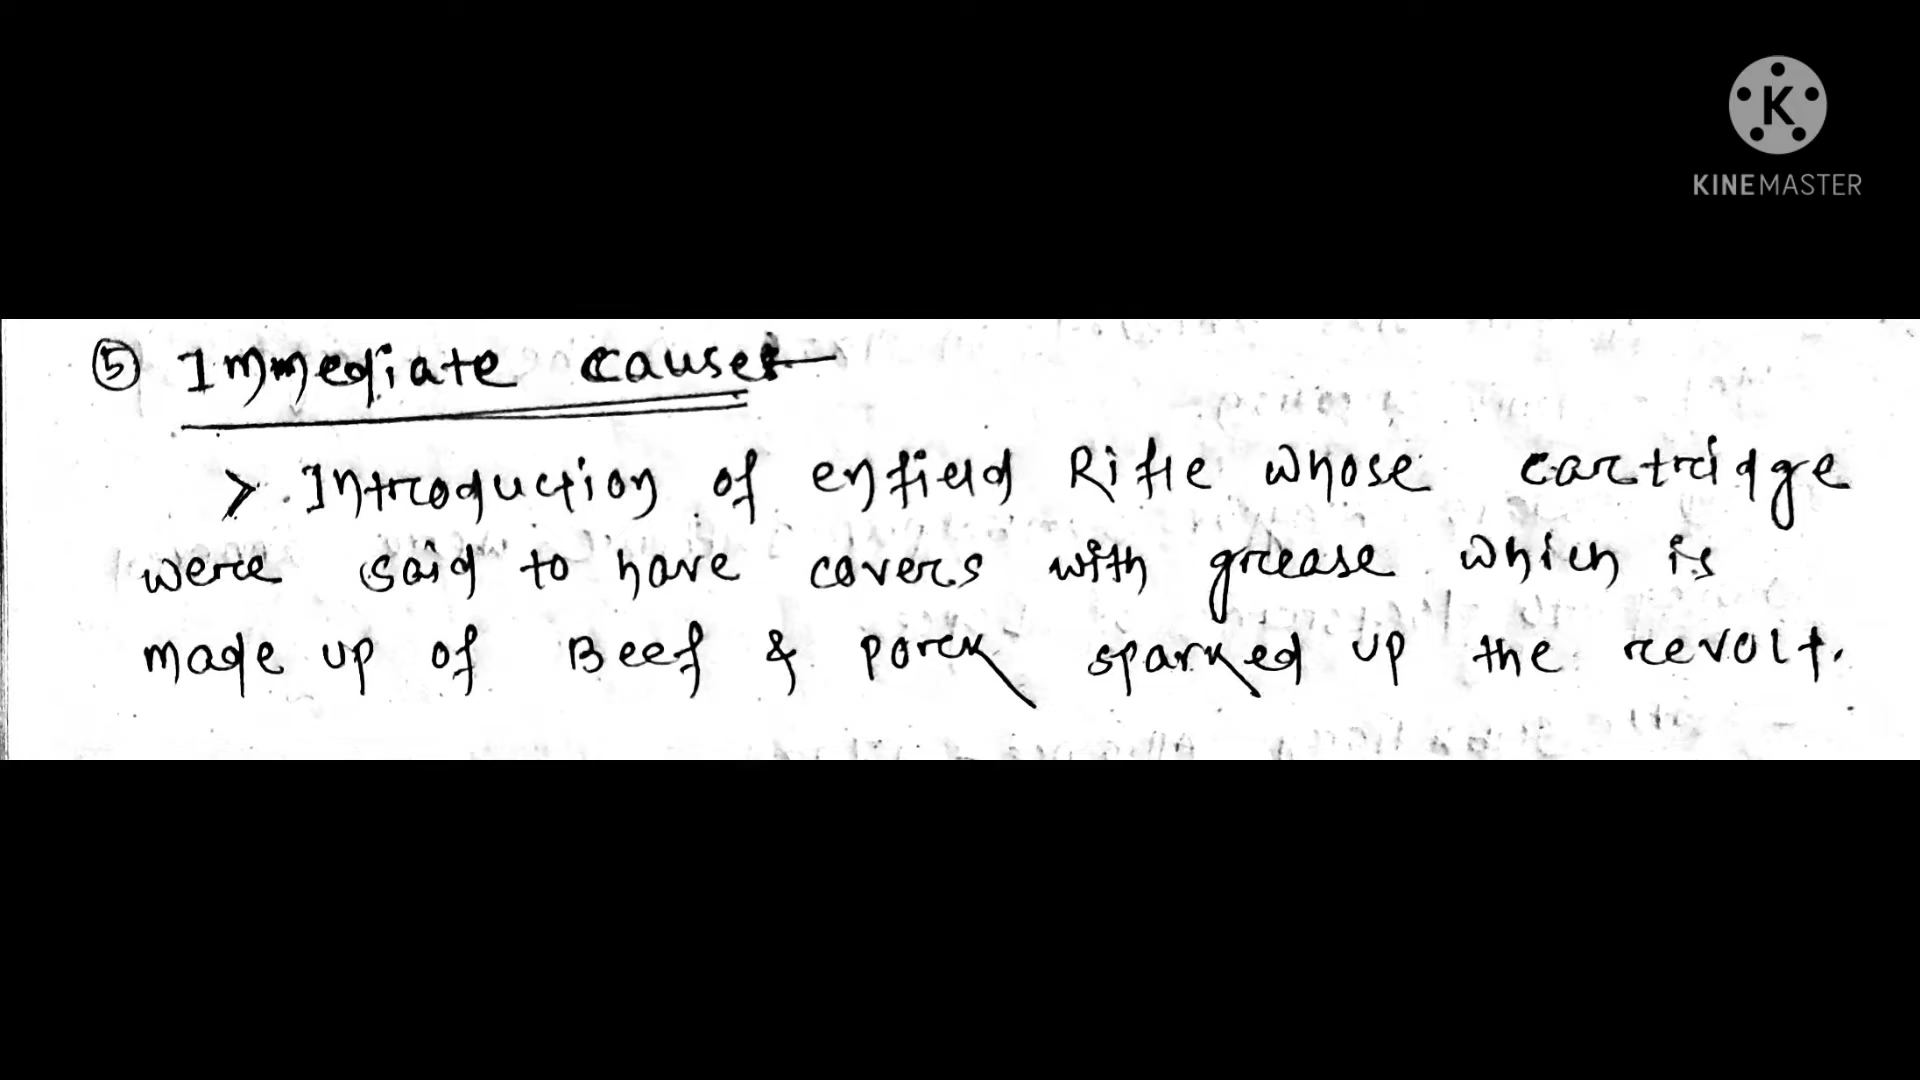 K
KINEMASTER
⑤ Immediate causes
> Introduction of enfield Rifle whose cartridge
were said to have covers with grease which is
made up of Beef & pork sparked up the revolt.